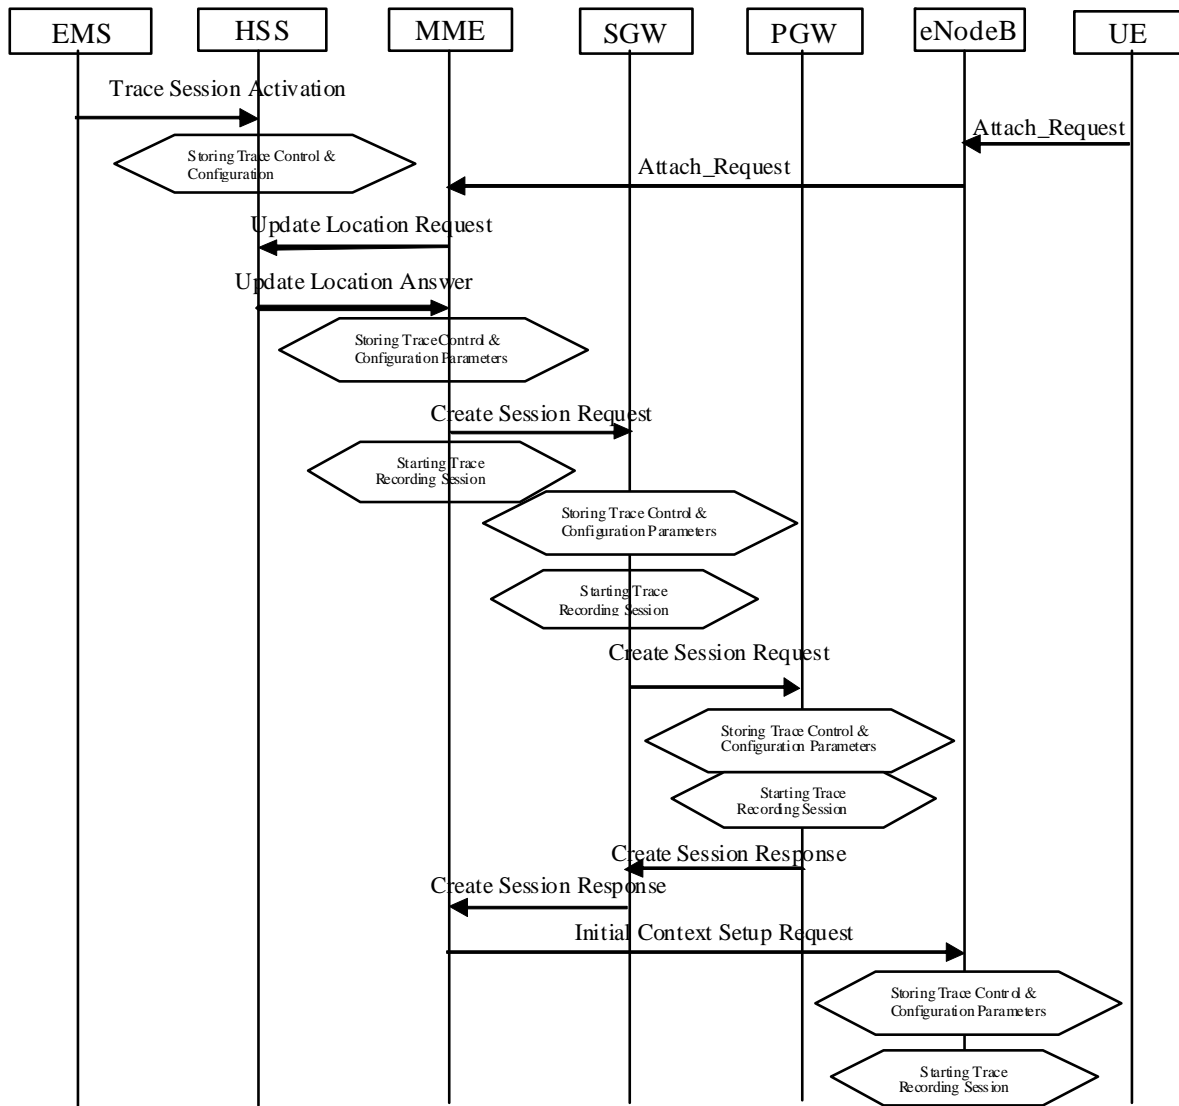 EMS
HSS
MME
SGW
PGW
eNodeB
UE
Trace Session Activation
Attach_Request
Storing Trace Control &
Configuration
Attach_Request
Update Location Request
Update Location Answer
Storing Trace Control &
Configuration Parameters
Create Session Request
Starting Trace
Recording Session
Storing Trace Control &
Configuration Parameters
Starting Trace
Recording Session
Create Session Request
Storing Trace Control &
Configuration Parameters
Starting Trace
Recording Session
Create Session Response
Create Session Response
Initial Context Setup Request
Storing Trace Control &
Configuration Parameters
Starting Trace
Recording Session